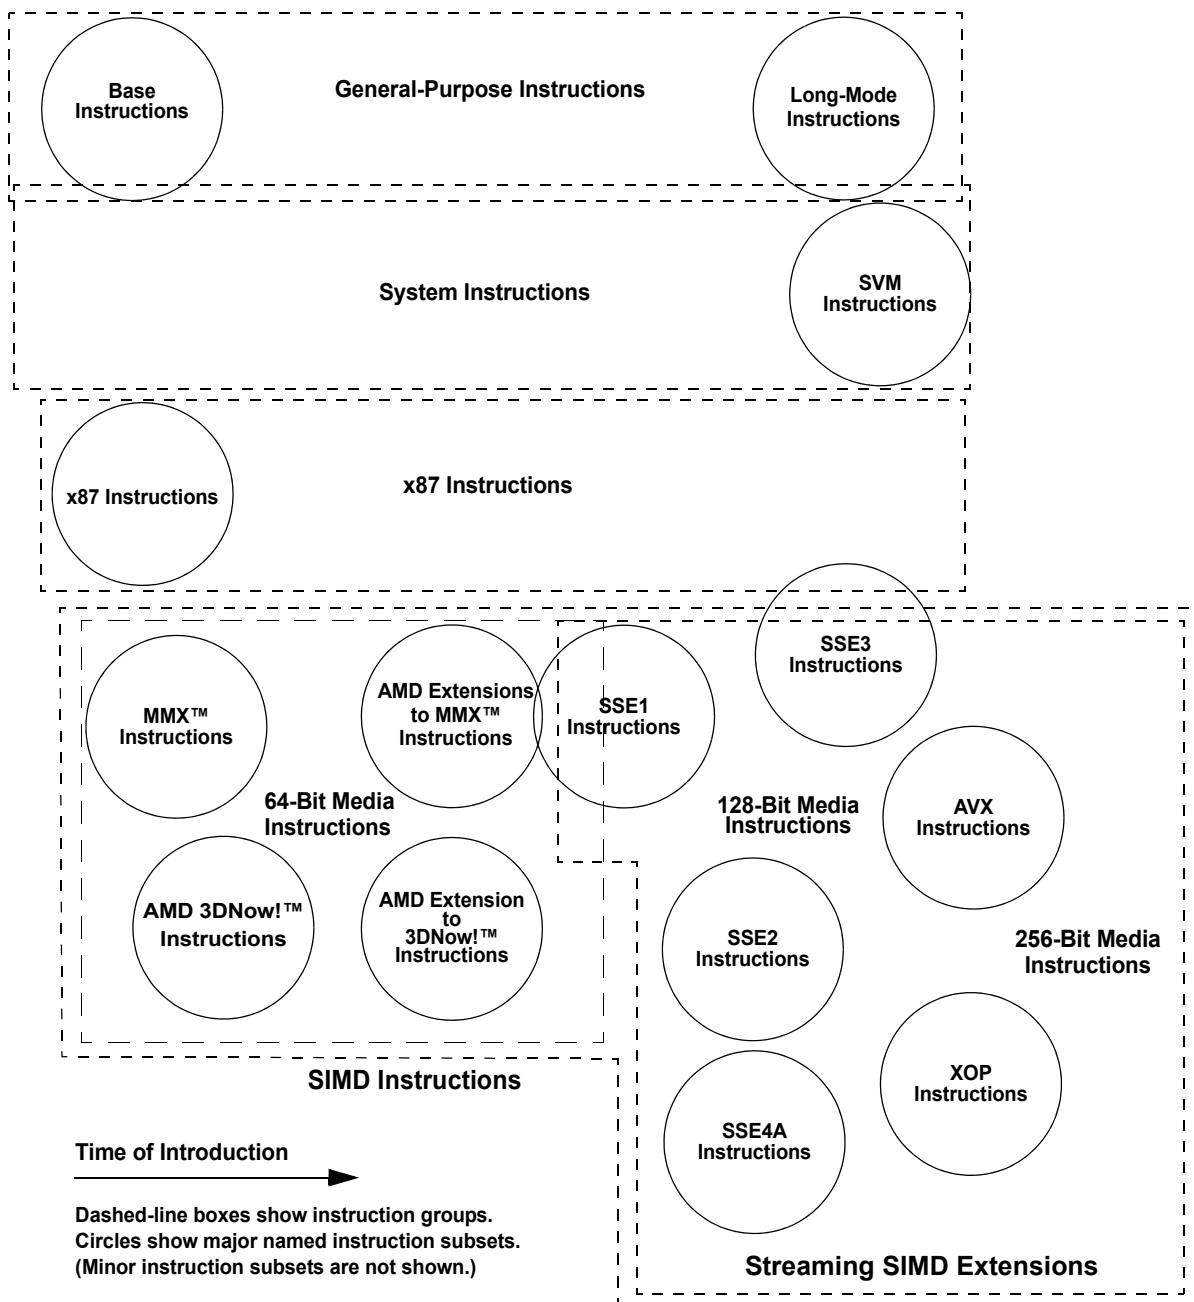 Base
Instructions
General-Purpose Instructions
Long-Mode
Instructions
System Instructions
SVM
Instructions
x87 Instructions
x87 Instructions
SSE3
Instructions
MMX™
Instructions
AMD Extensions
to MMX™
Instructions
SSE1
Instructions
64-Bit Media
Instructions
128-Bit Media
Instructions
AVX
Instructions
AMD 3DNow!™
Instructions
AMD Extension
to
3DNow!™
Instructions
SSE2
Instructions
256-Bit Media
Instructions
SIMD Instructions
XOP
Instructions
SSE4A
Instructions
Time of Introduction
Dashed-line boxes show instruction groups.
Circles show major named instruction subsets.
(Minor instruction subsets are not shown.)
Streaming SIMD Extensions